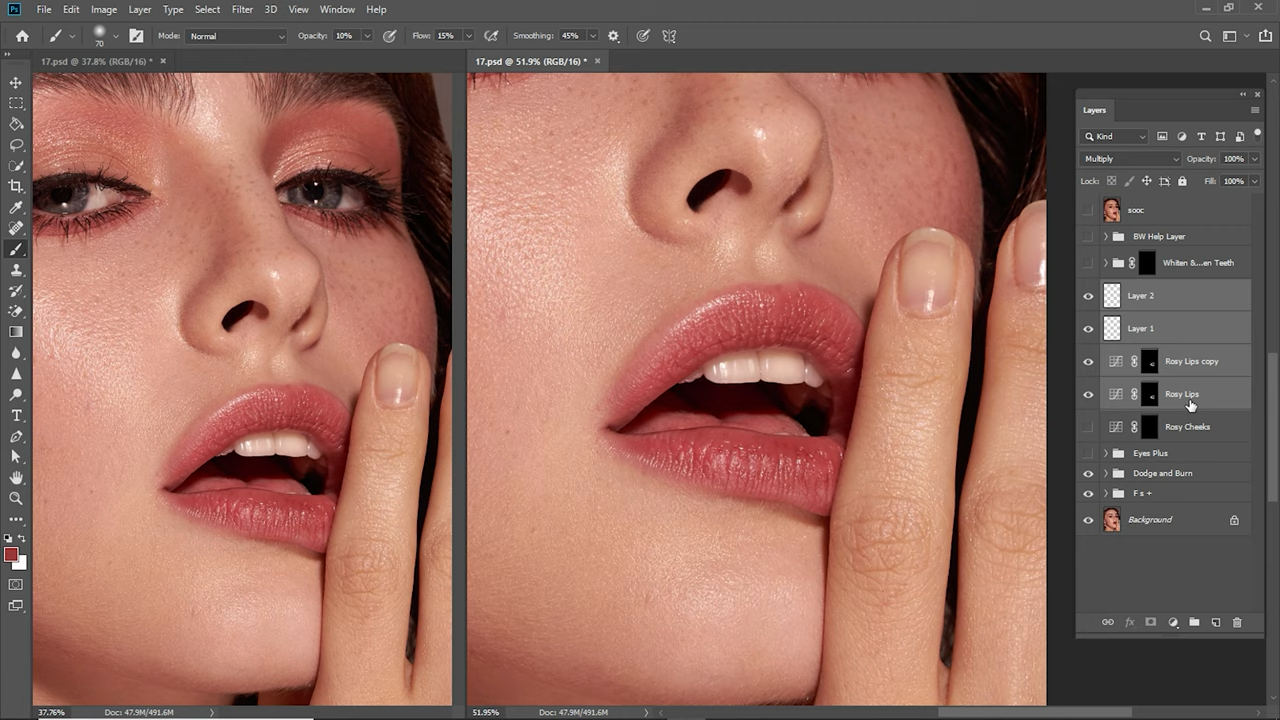 Ps File Edit Image Layer Type Select Filter 3D View Window Help
70 Mode: Normal Opacity: 10% Flow: 15% Smoothing: 45%
17.psd @ 37.8% (RGB/16) *
17.psd @ 51.9% (RGB/16) *
Layers
Kind
Multiply Opacity: 100%
Lock: Fill: 100%
sooc
BW Help Layer
Whiten &...en Teeth
Layer 2
Layer 1
Rosy Lips copy
Rosy Lips
Rosy Cheeks
Eyes Plus
Dodge and Burn
F s +
Background
fx
37.76% Doc: 47.9M/491.6M
51.95% Doc: 47.9M/491.6M